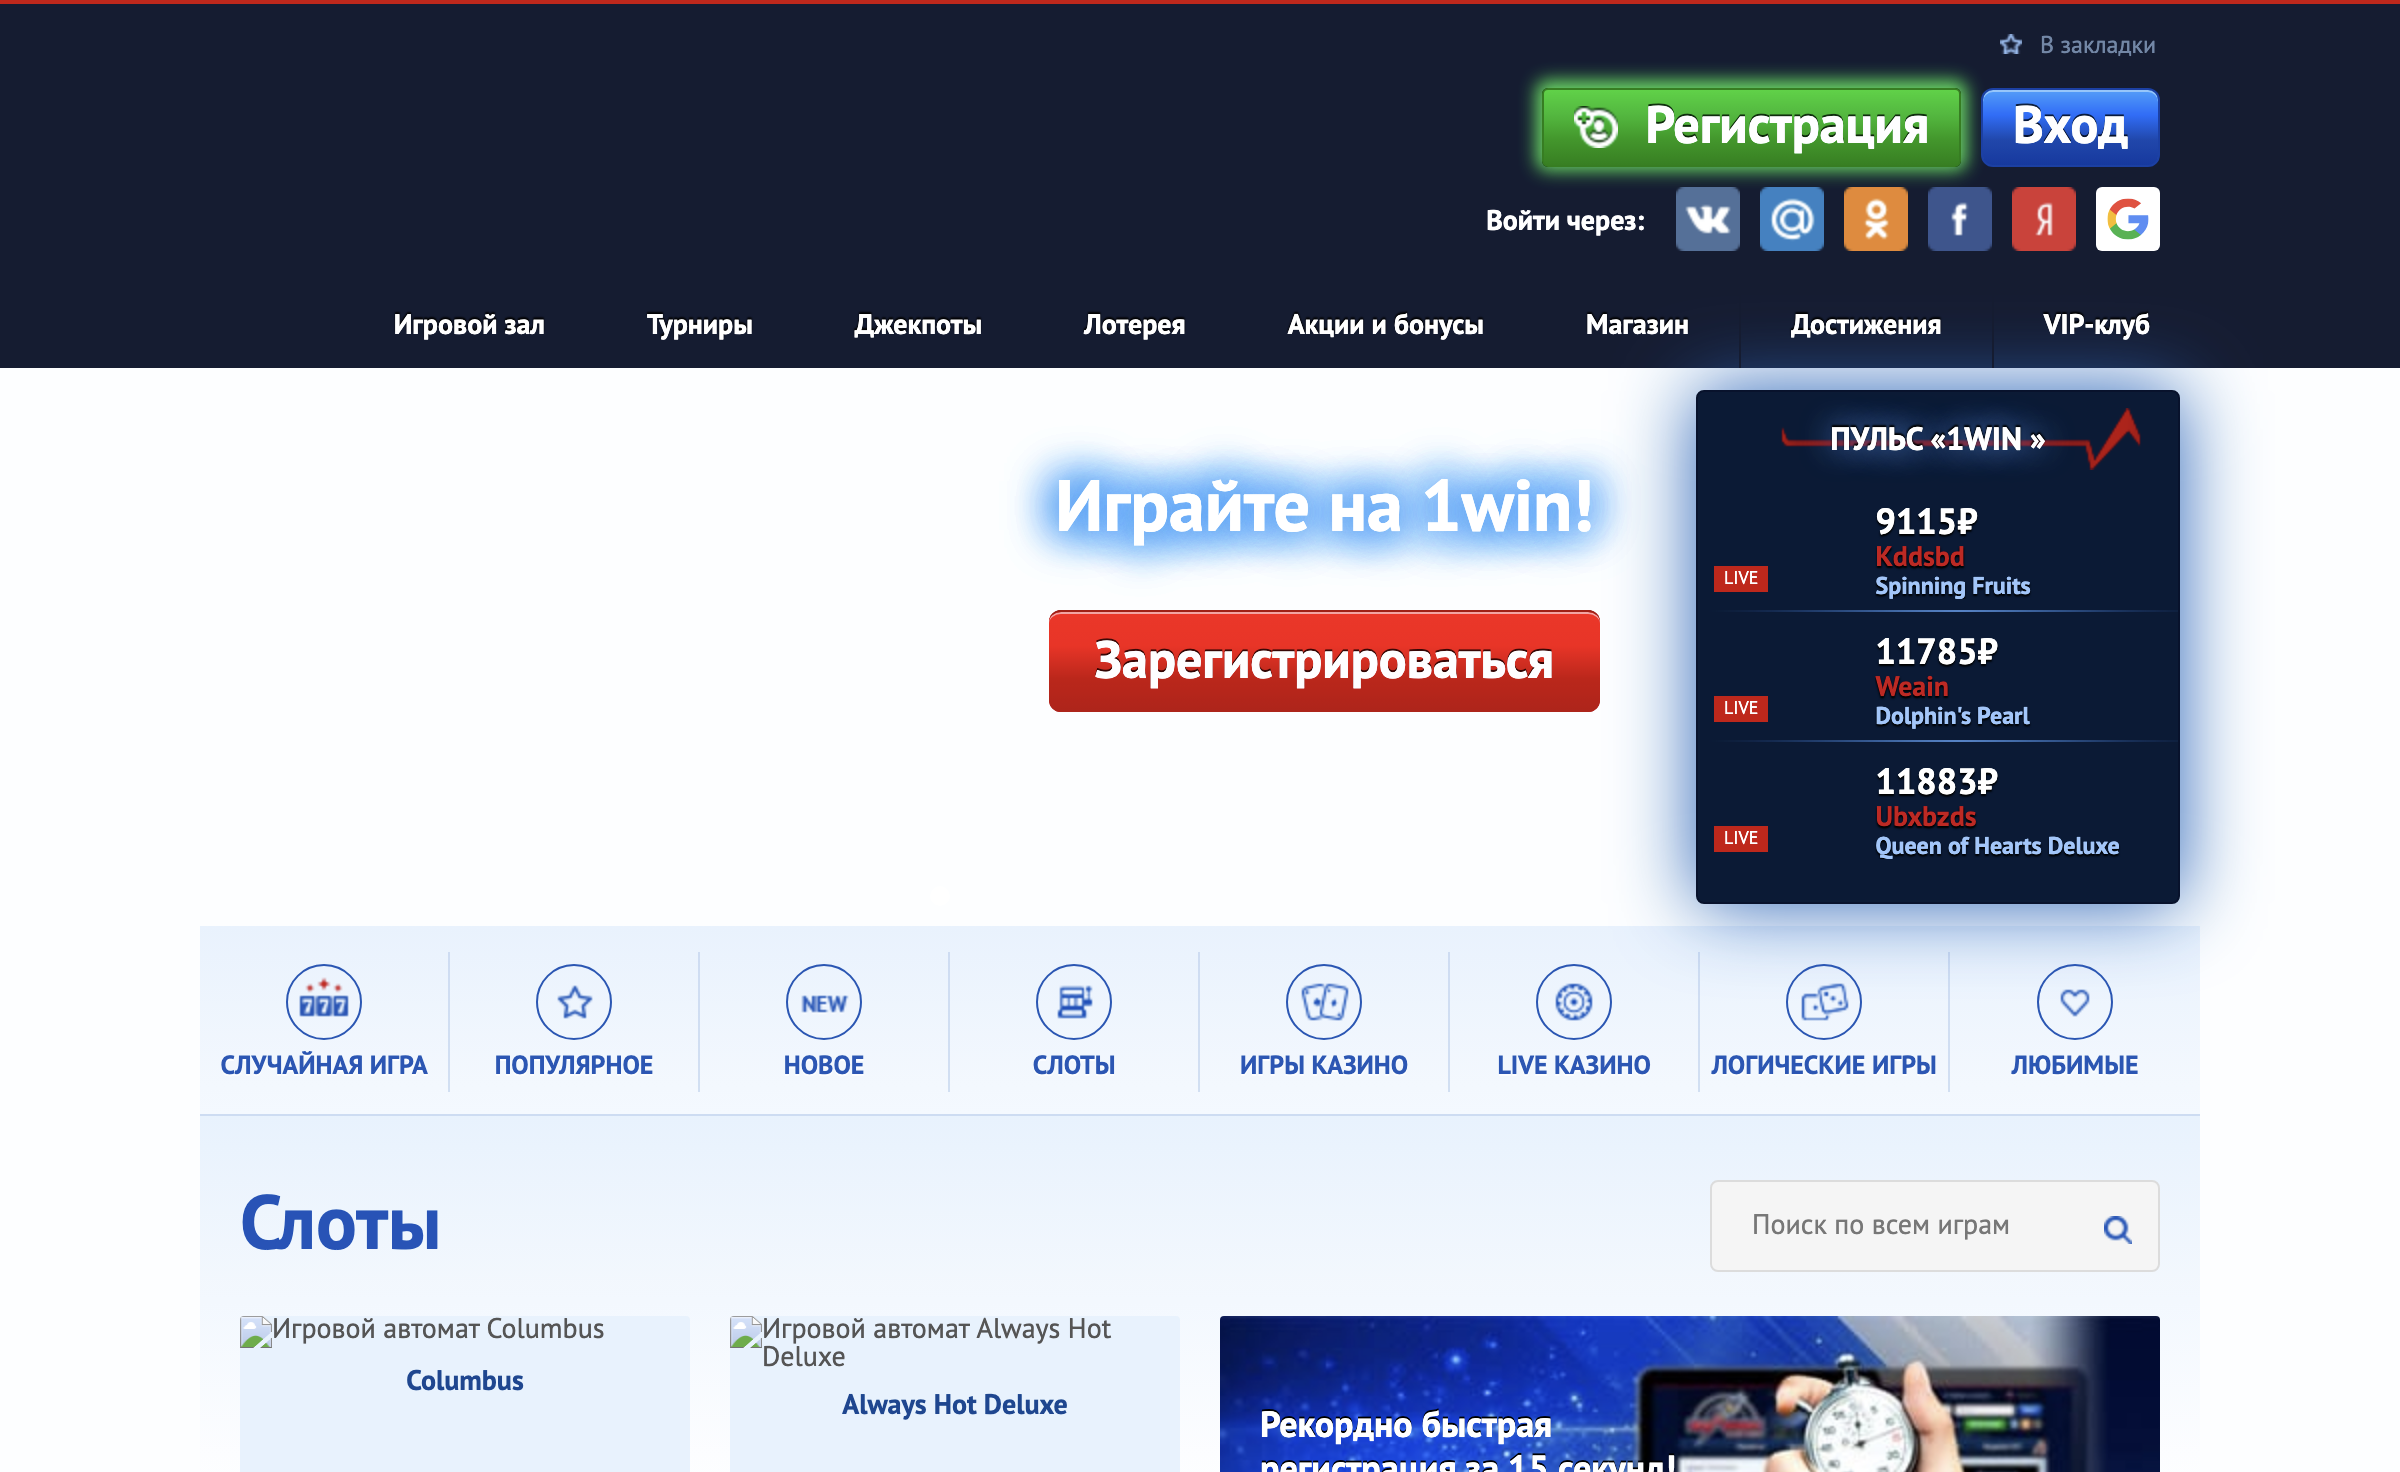 В закладки
Регистрация
Вход
Войти через:
Игровой зал
Турниры
Джекпоты
Лотерея
Акции и бонусы
Магазин
Достижения
VIP-клуб
Играйте на 1win!
Зарегистрироваться
ПУЛЬС «1WIN »
9115₽
Kddsbd
LIVE
Spinning Fruits
11785₽
Weain
LIVE
Dolphin's Pearl
11883₽
Ubxbzds
LIVE
Queen of Hearts Deluxe
777
NEW
СЛУЧАЙНАЯ ИГРА
ПОПУЛЯРНОЕ
НОВОЕ
СЛОТЫ
ИГРЫ КАЗИНО
LIVE КАЗИНО
ЛОГИЧЕСКИЕ ИГРЫ
ЛЮБИМЫЕ
Слоты
Поиск по всем играм
Игровой автомат Columbus
Columbus
Игровой автомат Always Hot
Deluxe
Always Hot Deluxe
Рекордно быстрая
регистрация за 15 секунд!